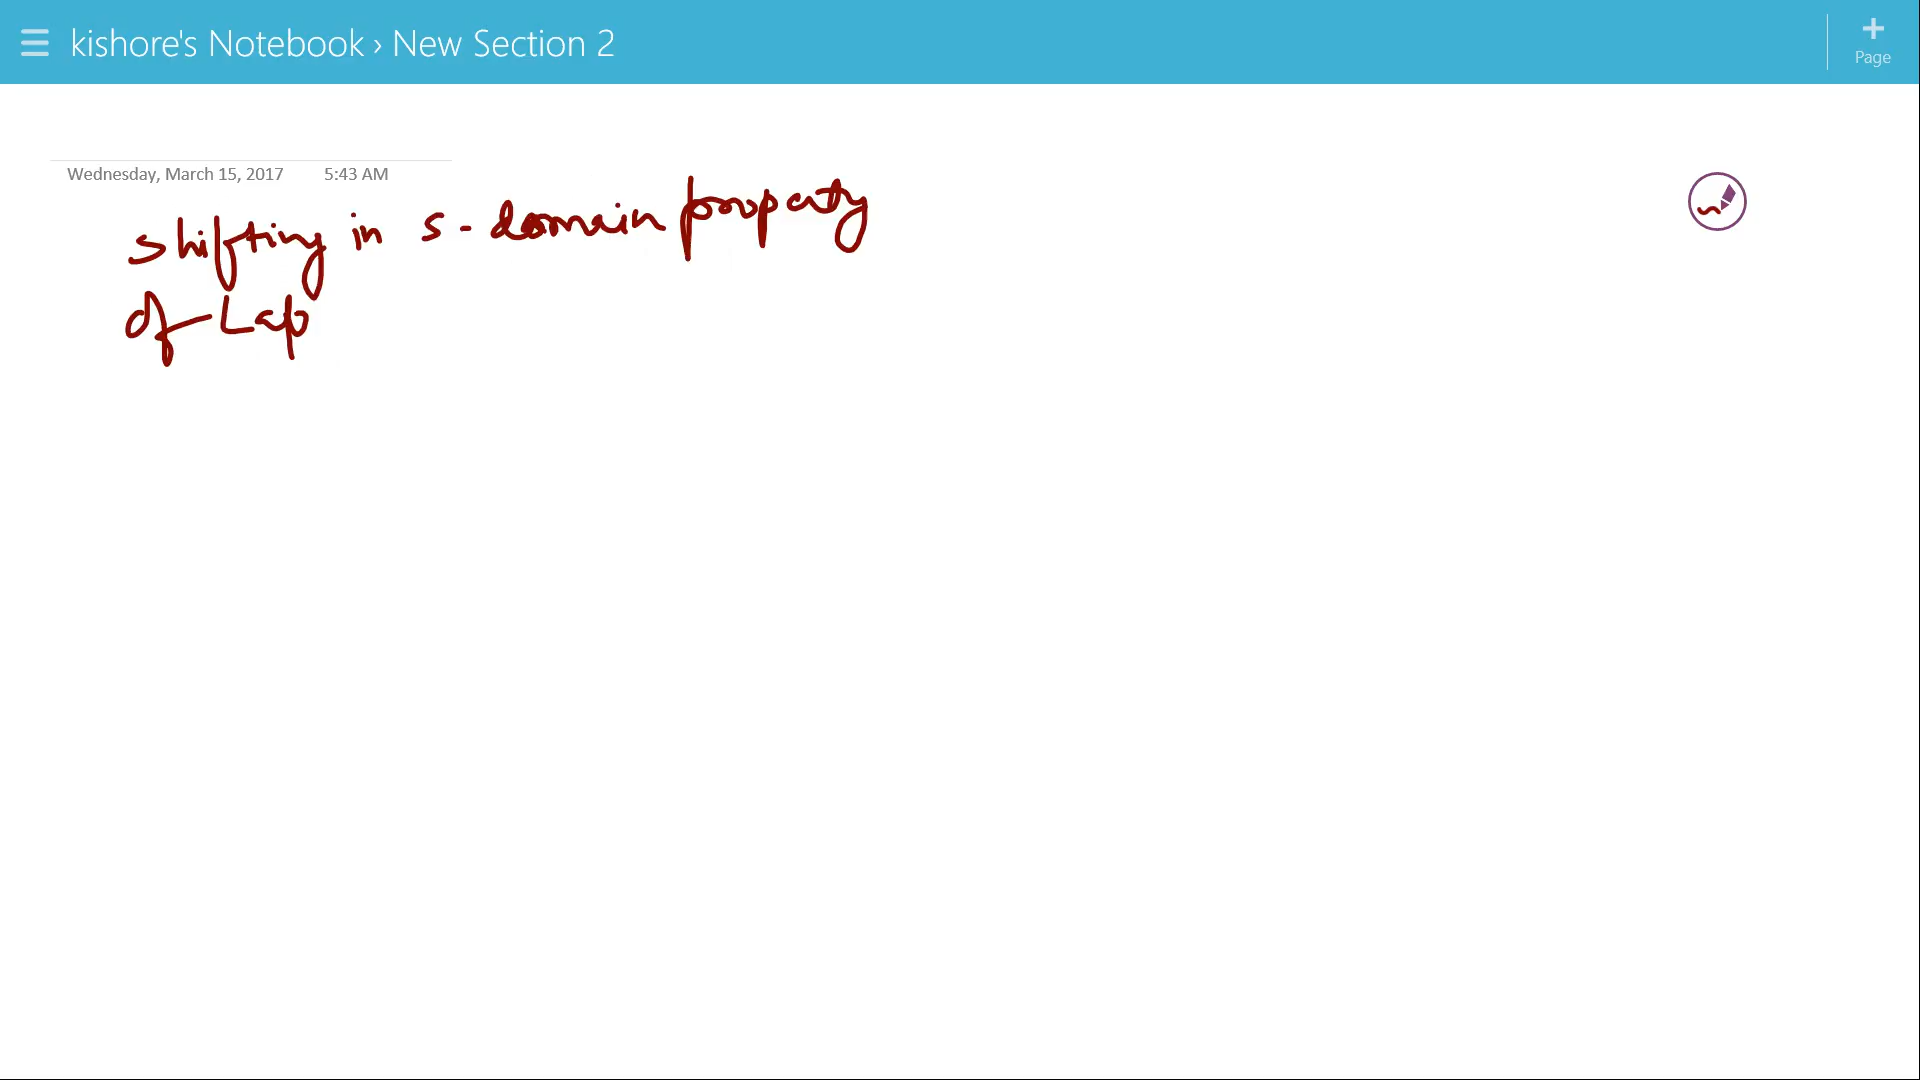 kishore's Notebook › New Section 2
Page
Wednesday, March 15, 2017 5:43 AM
shifting in s-domain property
of Lap